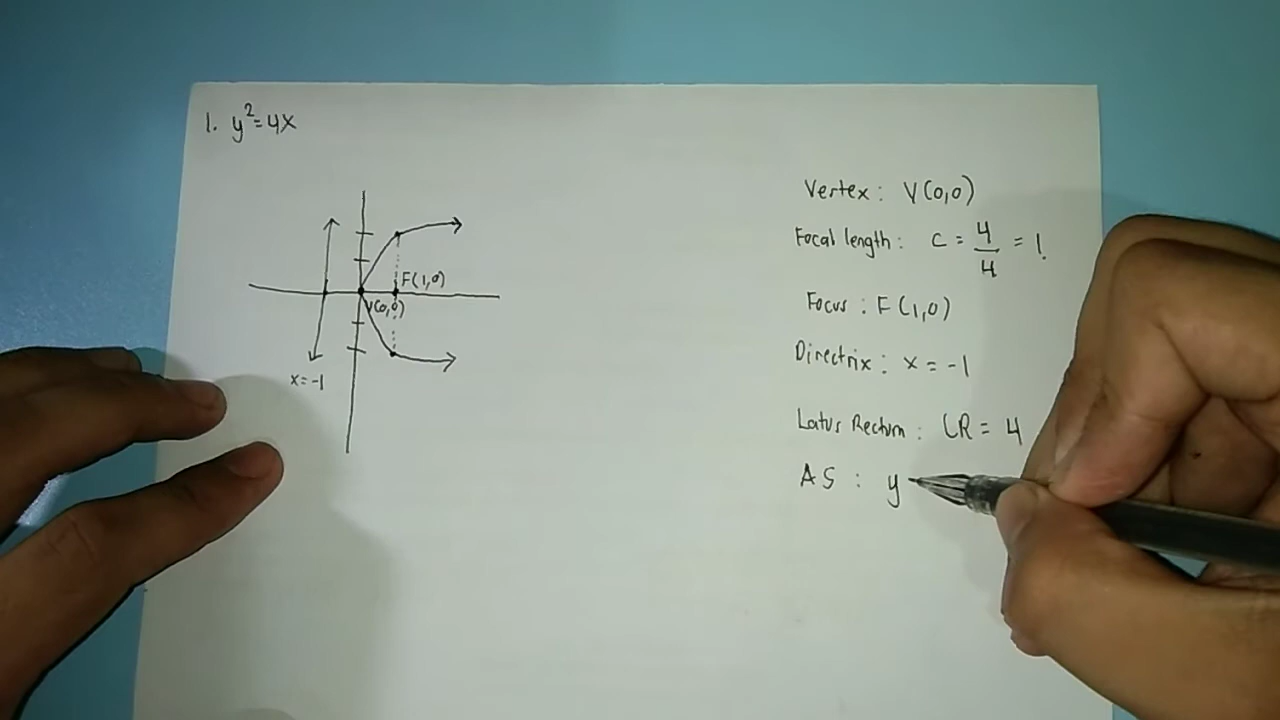 1. y²=4x
F(1,0)
V(0,0)
x=-1
Vertex: V(0,0)
Focal length: c = 4/4 = 1.
Focus: F(1,0)
Directrix: x = -1
Latus Rectum: LR = 4
AS: y